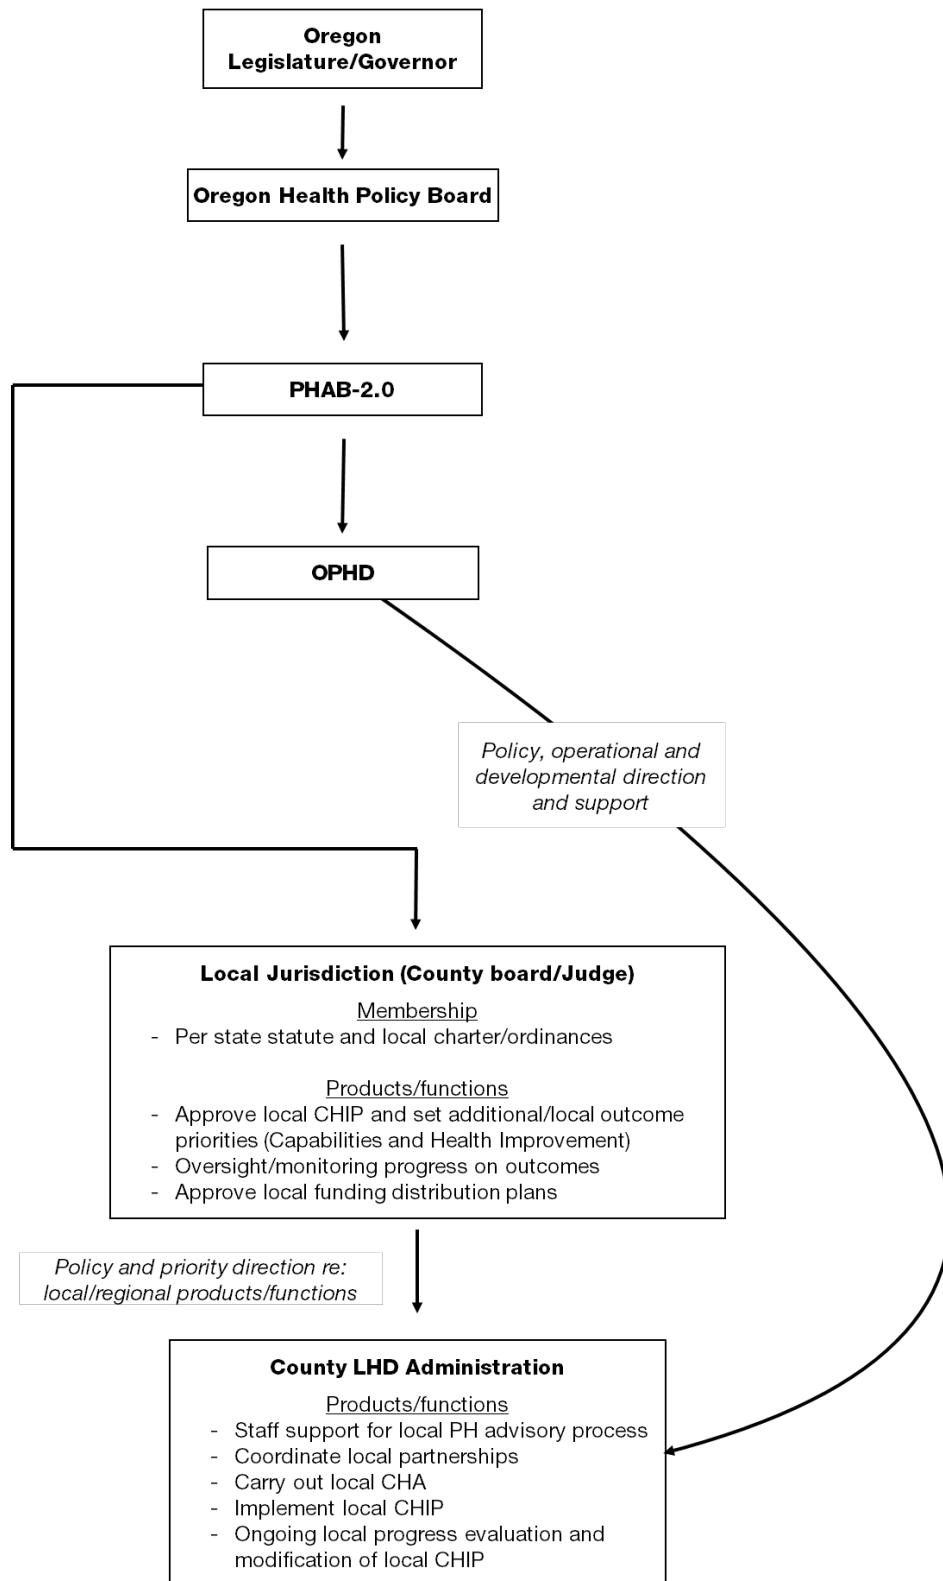 Oregon
Legislature/Governor
Oregon Health Policy Board
PHAB-2.0
OPHD
Policy, operational and
developmental direction
and support
Local Jurisdiction (County board/Judge)
Membership
- Per state statute and local charter/ordinances
Products/functions
- Approve local CHIP and set additional/local outcome
priorities (Capabilities and Health Improvement)
- Oversight/monitoring progress on outcomes
- Approve local funding distribution plans
Policy and priority direction re:
local/regional products/functions
County LHD Administration
Products/functions
- Staff support for local PH advisory process
- Coordinate local partnerships
- Carry out local CHA
- Implement local CHIP
- Ongoing local progress evaluation and
modification of local CHIP